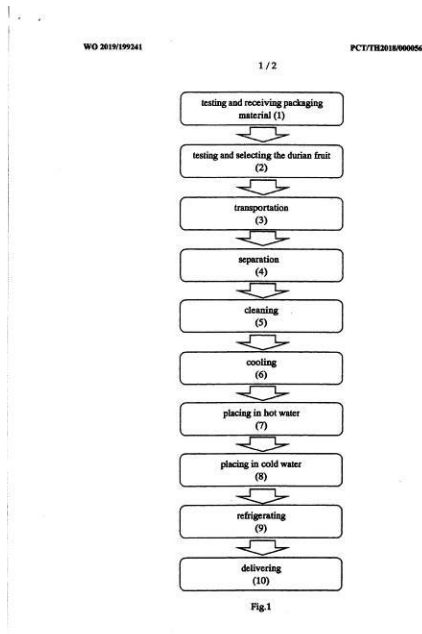 WO 2019/199241
PCT/TH2018/000056
1 / 2
testing and receiving packaging
material (1)
testing and selecting the durian fruit
(2)
transportation
(3)
separation
(4)
cleaning
(5)
cooling
(6)
placing in hot water
(7)
placing in cold water
(8)
refrigerating
(9)
delivering
(10)
Fig.1